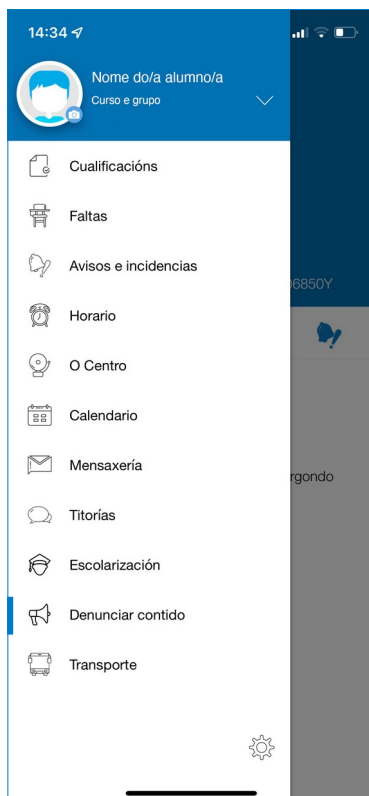 14:34
Nome do/a alumno/a
Curso e grupo
Cualificacións
Faltas
Avisos e incidencias
06850Y
Horario
O Centro
Calendario
Mensaxería
rgondo
Titorías
Escolarización
Denunciar contido
Transporte